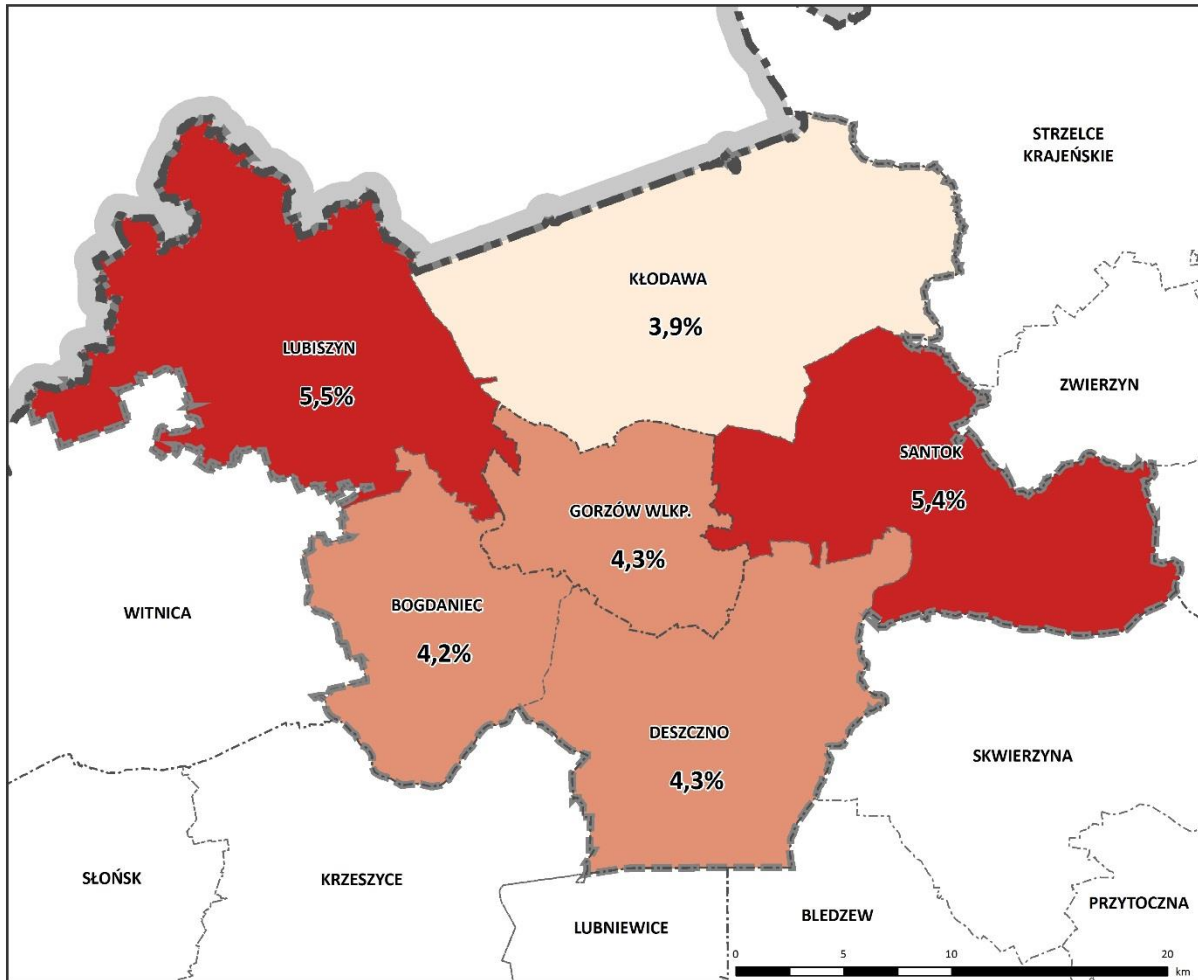 STRZELCE
KRAJEŃSKIE
KŁODAWA
3,9%
LUBISZYN
5,5%
ZWIERZYN
SANTOK
5,4%
GORZÓW WLKP.
4,3%
WITNICA
BOGDANIEC
4,2%
DESZCZNO
4,3%
SKWIERZYNA
SŁOŃSK
KRZESZYCE
LUBNIEWICE
BLEDZEW
PRZYTOCZNA
0 5 10 20
km